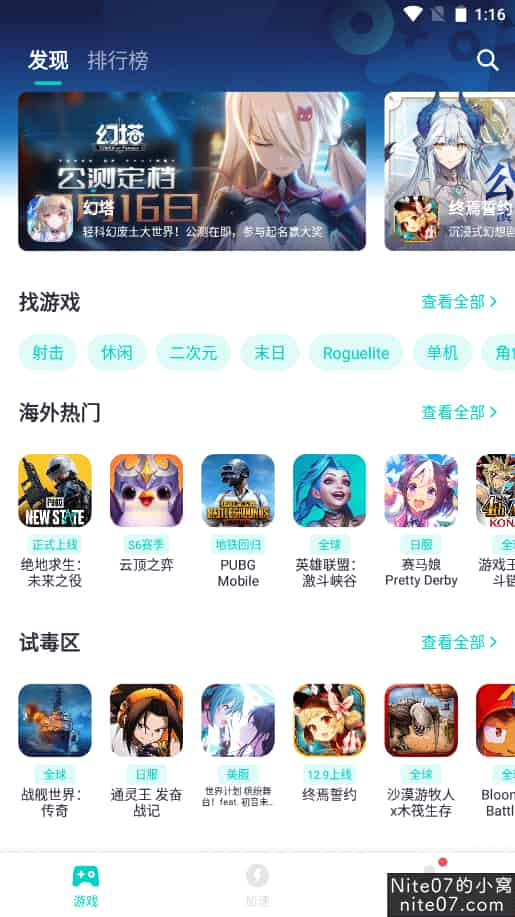 1:16
发现
排行榜
幻塔
公测定档
月16日
幻塔
轻科幻废土大世界！公测在即，参与起名赢大奖
终焉誓约
沉浸式幻想剧
找游戏
查看全部
射击
休闲
二次元
末日
Roguelite
单机
海外热门
查看全部
PUBG
NEW STATE
BATTLEGROUNDS
KON
正式上线
S6赛季
地铁回归
全球
日服
绝地求生：
未来之役
云顶之弈
PUBG
Mobile
英雄联盟：
激斗峡谷
赛马娘
Pretty Derby
游戏王
斗链
试毒区
查看全部
全球
日服
美服
12.9上线
全球
战舰世界：
传奇
通灵王 奋发
战记
世界计划 缤纷舞
台！feat. 初音未...
终焉誓约
沙漠游牧人
x木筏生存
Bloon
Battl
游戏
加速
Nite07的小窝
nite07.com